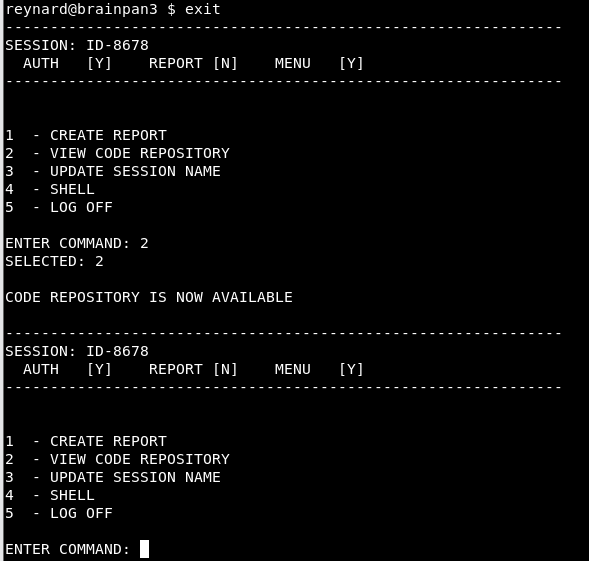 reynard@brainpan3 $ exit
--------------------------------------------------------------
SESSION: ID-8678
  AUTH   [Y]    REPORT [N]    MENU   [Y]
--------------------------------------------------------------
1  - CREATE REPORT
2  - VIEW CODE REPOSITORY
3  - UPDATE SESSION NAME
4  - SHELL
5  - LOG OFF
ENTER COMMAND: 2
SELECTED: 2
CODE REPOSITORY IS NOW AVAILABLE
--------------------------------------------------------------
SESSION: ID-8678
  AUTH   [Y]    REPORT [N]    MENU   [Y]
--------------------------------------------------------------
1  - CREATE REPORT
2  - VIEW CODE REPOSITORY
3  - UPDATE SESSION NAME
4  - SHELL
5  - LOG OFF
ENTER COMMAND: